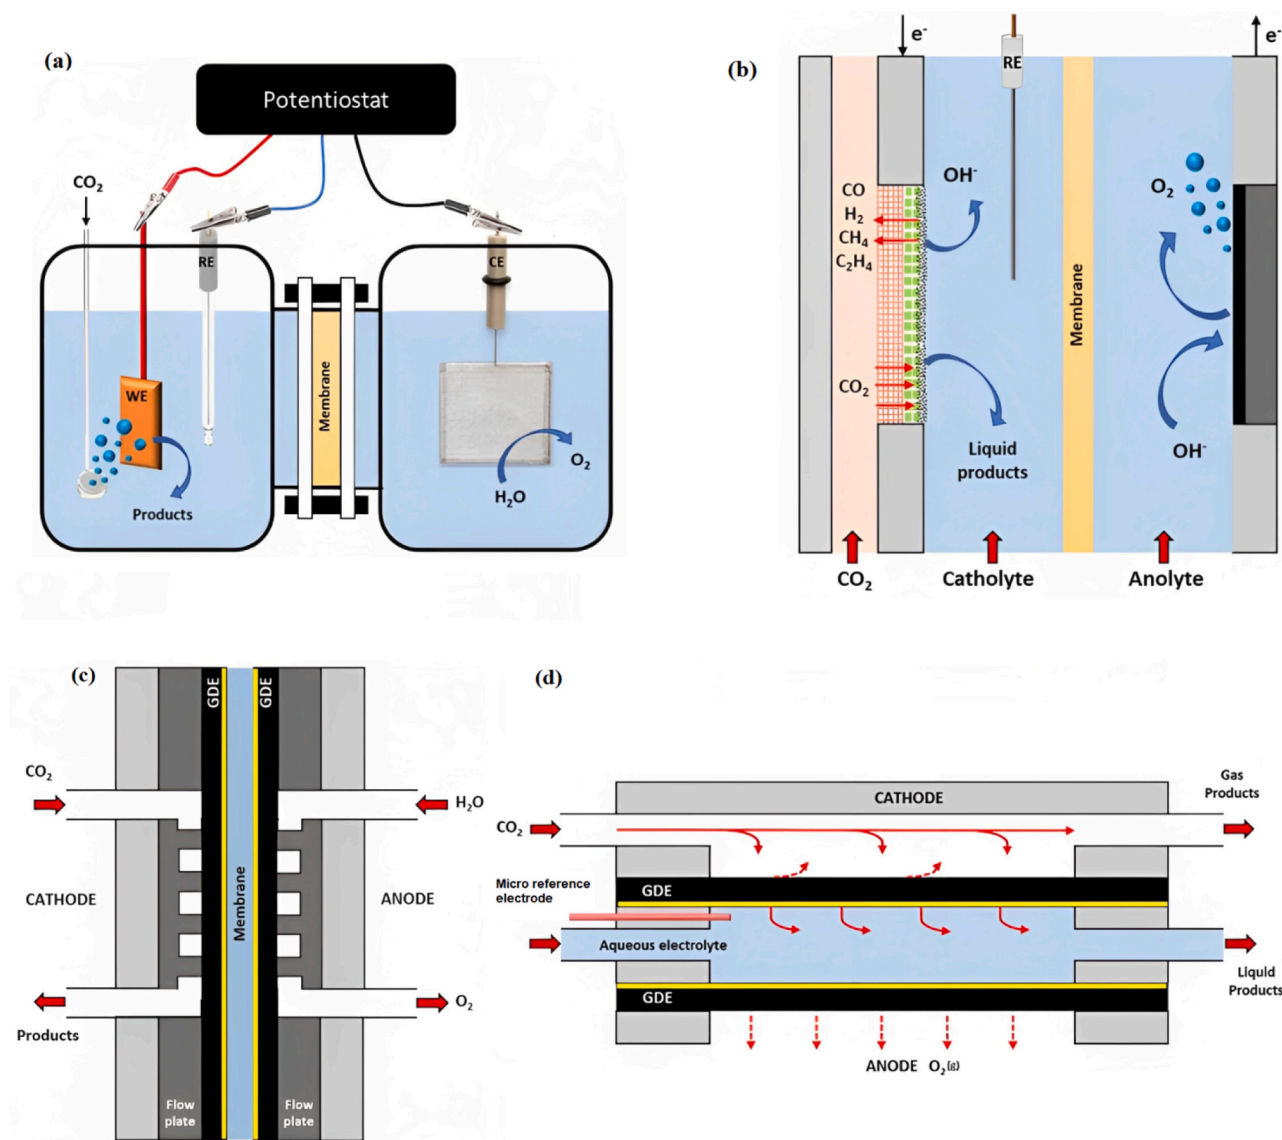 (a)
Potentiostat
CO₂
RE
CE
WE
Membrane
Products
H₂O
O₂
(b)
e⁻
e⁻
RE
CO
H₂
CH₄
C₂H₄
OH⁻
O₂
Membrane
CO₂
Liquid
products
OH⁻
CO₂
Catholyte
Anolyte
(c)
GDE
GDE
CO₂
H₂O
CATHODE
Membrane
ANODE
Products
O₂
Flow
plate
Flow
plate
(d)
CATHODE
Gas
Products
CO₂
Micro reference
electrode
GDE
Aqueous electrolyte
Liquid
Products
GDE
ANODE O₂(g)